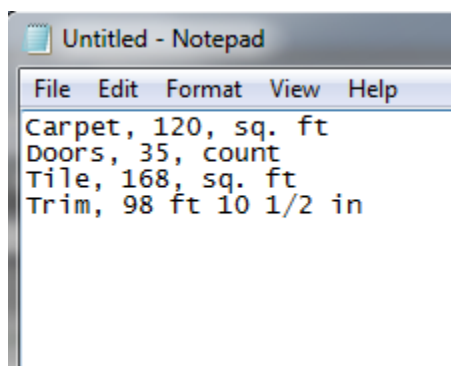 Untitled - Notepad
File Edit Format View Help
Carpet, 120, sq. ft
Doors, 35, count
Tile, 168, sq. ft
Trim, 98 ft 10 1/2 in